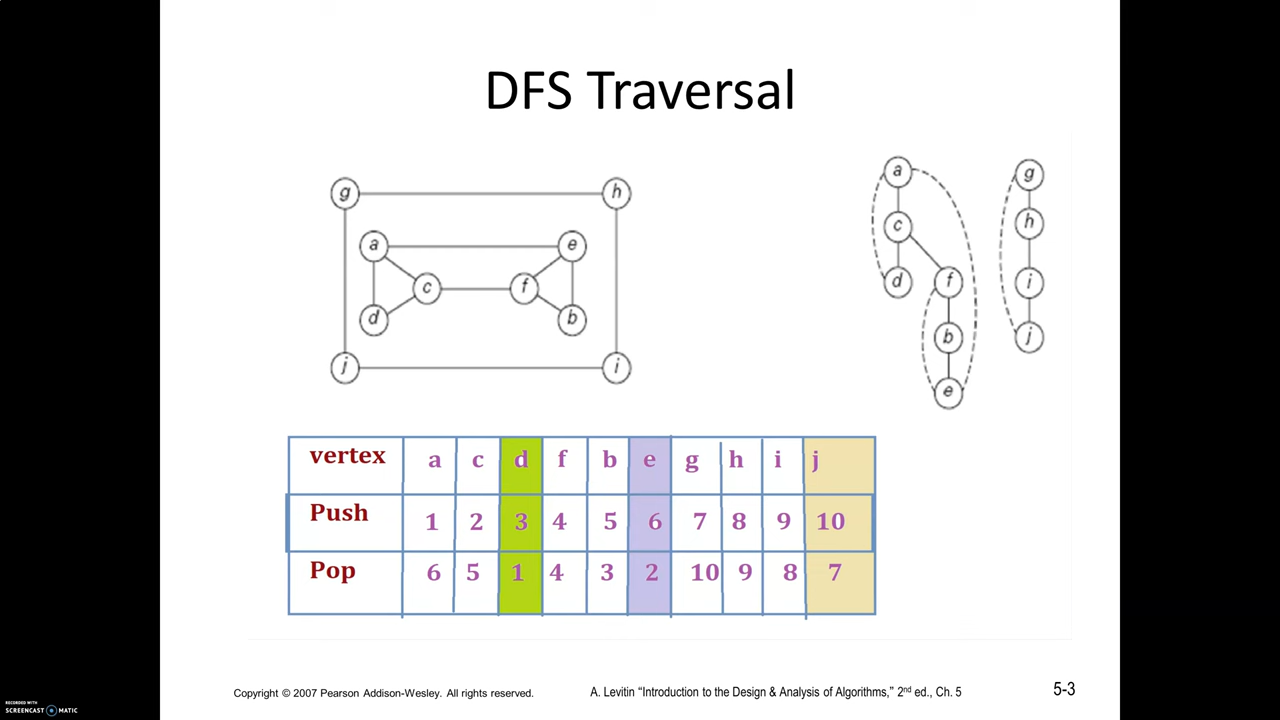 DFS Traversal
g h
a e
c f
d b
j i
a
c
d f
b
e
g
h
i
j
vertex a c d f b e g h i j
Push 1 2 3 4 5 6 7 8 9 10
Pop 6 5 1 4 3 2 10 9 8 7
Copyright © 2007 Pearson Addison-Wesley. All rights reserved.
A. Levitin “Introduction to the Design & Analysis of Algorithms,” 2nd ed., Ch. 5
5-3
RECORDED WITH
SCREENCAST MATIC